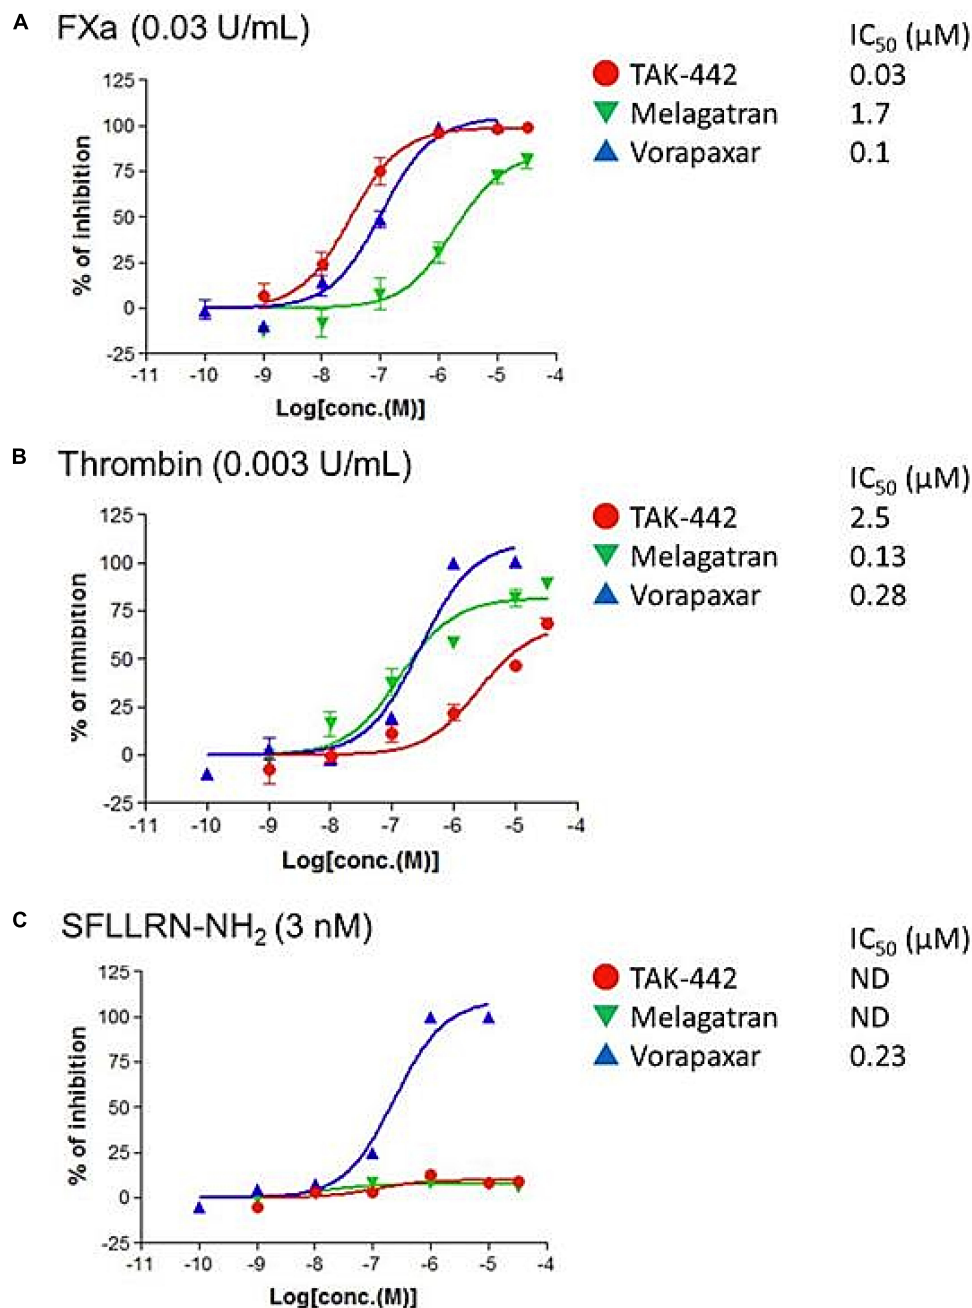 A FXa (0.03 U/mL)
IC50 (µM)
TAK-442 0.03
Melagatran 1.7
Vorapaxar 0.1
% of inhibition
125
100
75
50
25
0
-25
-11 -10 -9 -8 -7 -6 -5 -4
Log[conc.(M)]
B Thrombin (0.003 U/mL)
IC50 (µM)
TAK-442 2.5
Melagatran 0.13
Vorapaxar 0.28
% of inhibition
125
100
75
50
25
0
-25
-11 -10 -9 -8 -7 -6 -5 -4
Log[conc.(M)]
C SFLLRN-NH2 (3 nM)
IC50 (µM)
TAK-442 ND
Melagatran ND
Vorapaxar 0.23
% of inhibition
125
100
75
50
25
0
-25
-11 -10 -9 -8 -7 -6 -5 -4
Log[conc.(M)]